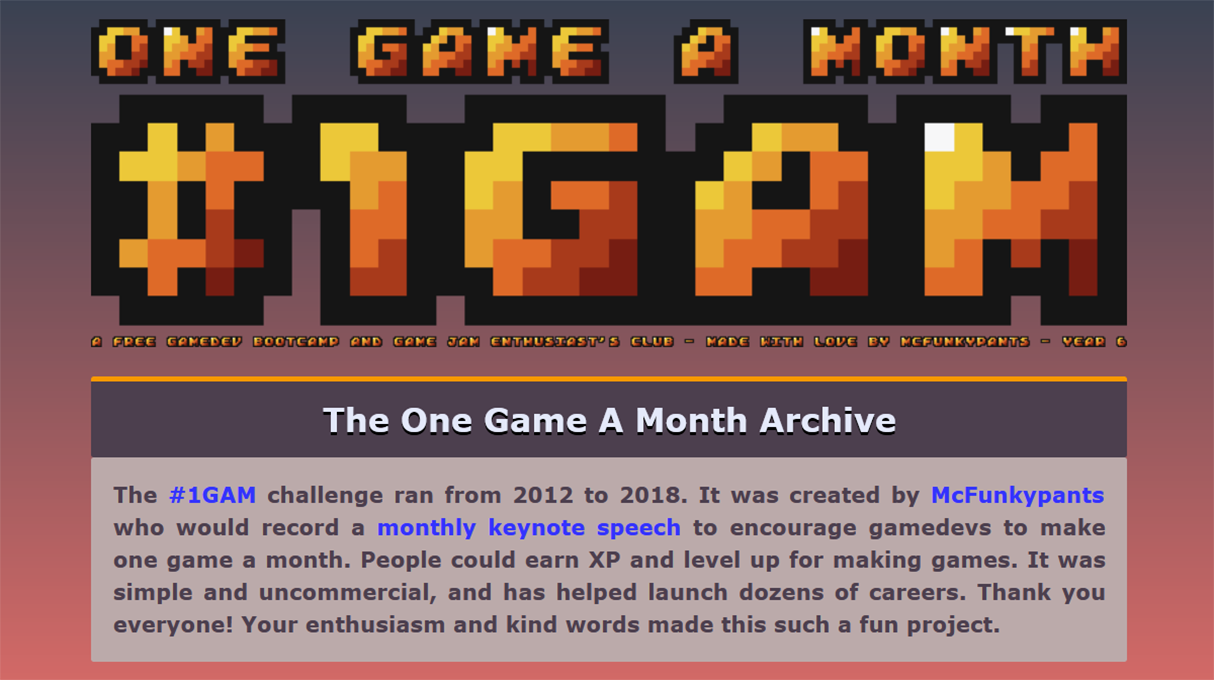 ONE GAME A MONTH
#1GAM
A FREE GAMEDEV BOOTCAMP AND GAME JAM ENTHUSIAST'S CLUB - MADE WITH LOVE BY MCFUNKYPANTS - YEAR 6
The One Game A Month Archive
The #1GAM challenge ran from 2012 to 2018. It was created by McFunkypants
who would record a monthly keynote speech to encourage gamedevs to make
one game a month. People could earn XP and level up for making games. It was
simple and uncommercial, and has helped launch dozens of careers. Thank you
everyone! Your enthusiasm and kind words made this such a fun project.